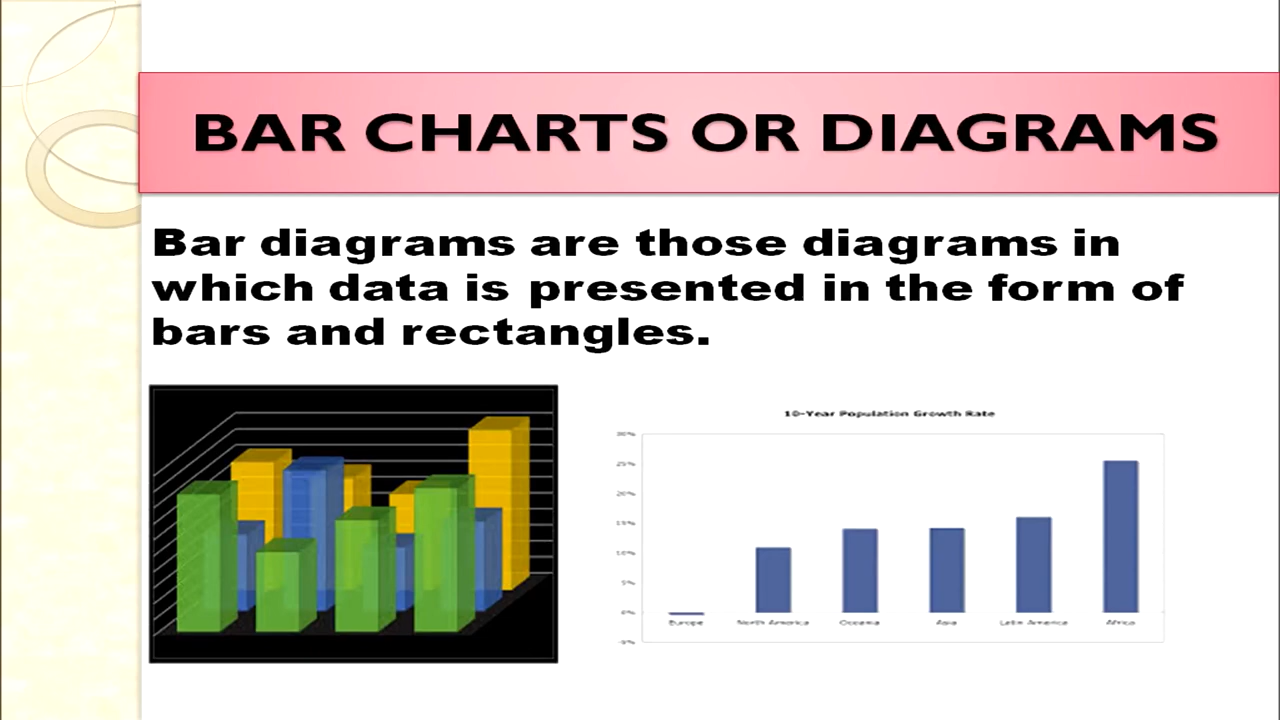 BAR CHARTS OR DIAGRAMS
Bar diagrams are those diagrams in
which data is presented in the form of
bars and rectangles.
10-Year Population Growth Rate
30%
25%
20%
15%
10%
5%
0%
Europe North America Oceania Asia Latin America Africa
-5%